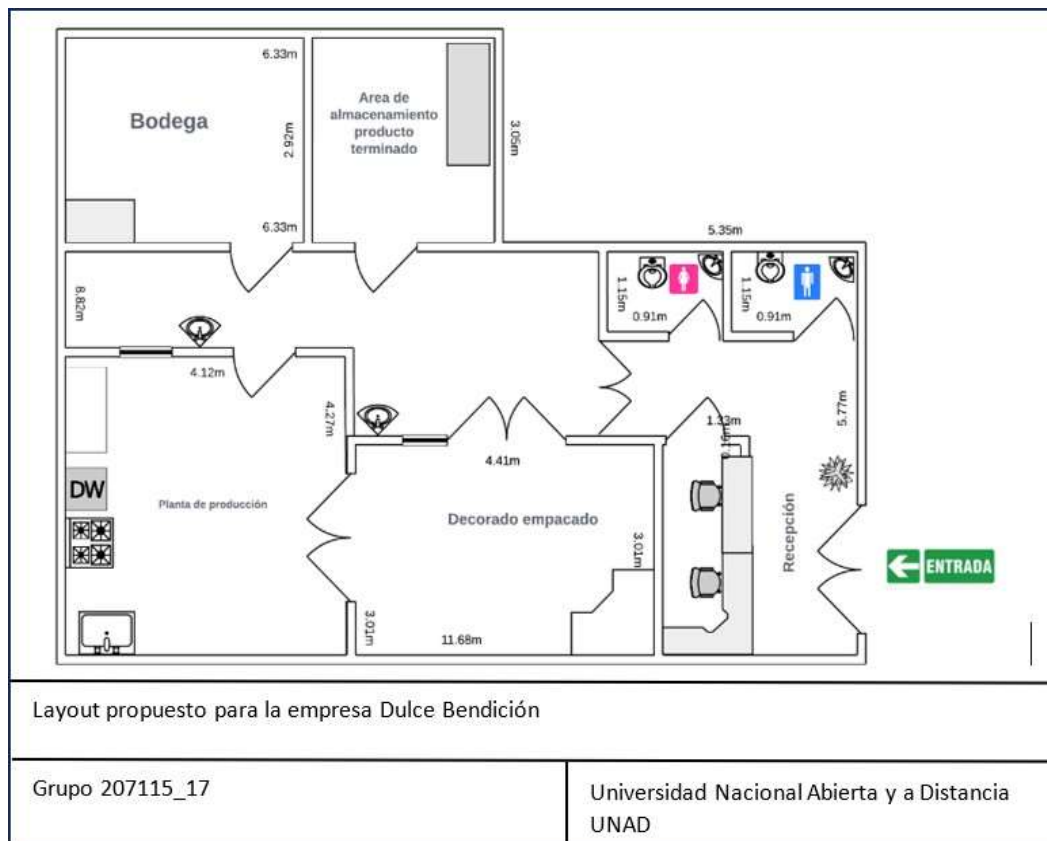 6.33m
Bodega
2.92m
6.33m
Area de
almacenamiento
producto
terminado
3.05m
5.35m
8.82m
1.15m
0.91m
1.15m
0.91m
4.12m
4.27m
4.41m
1.33m
5.77m
DW
Planta de producción
Decorado empacado
3.01m
Recepción
ENTRADA
3.01m
11.68m
Layout propuesto para la empresa Dulce Bendición
Grupo 207115_17
Universidad Nacional Abierta y a Distancia
UNAD